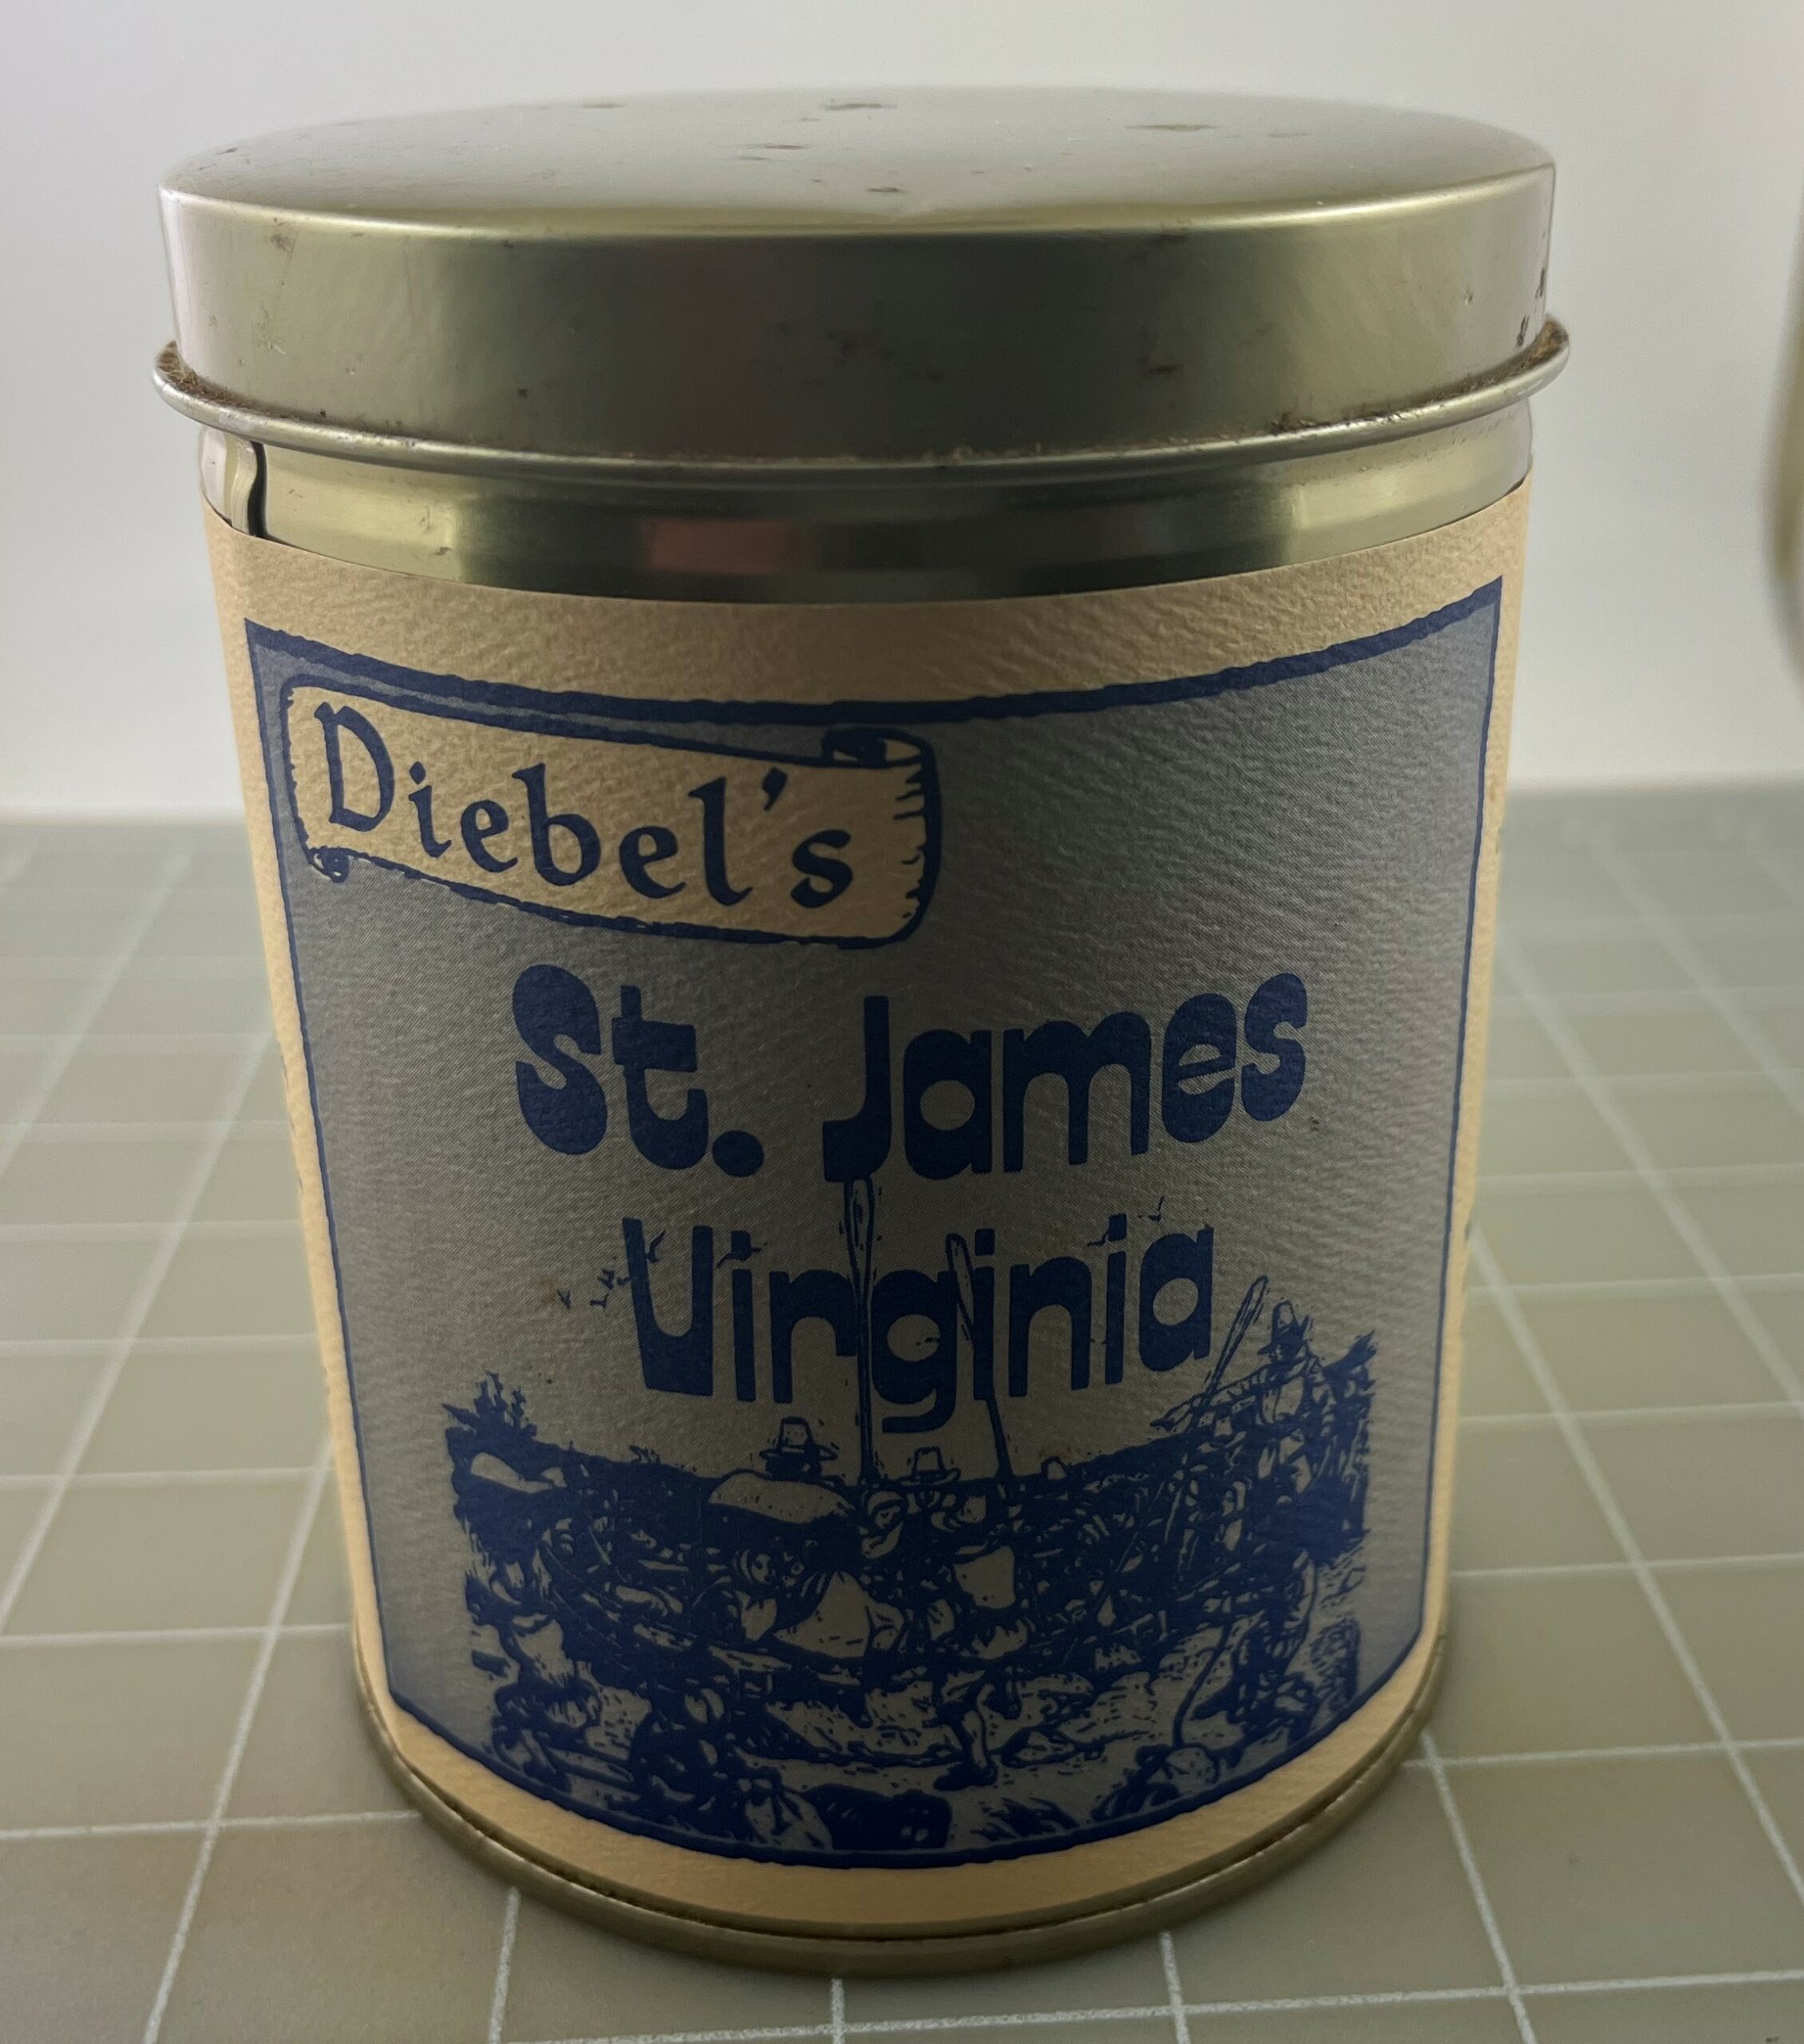 Diebel's
St. James
Virginia